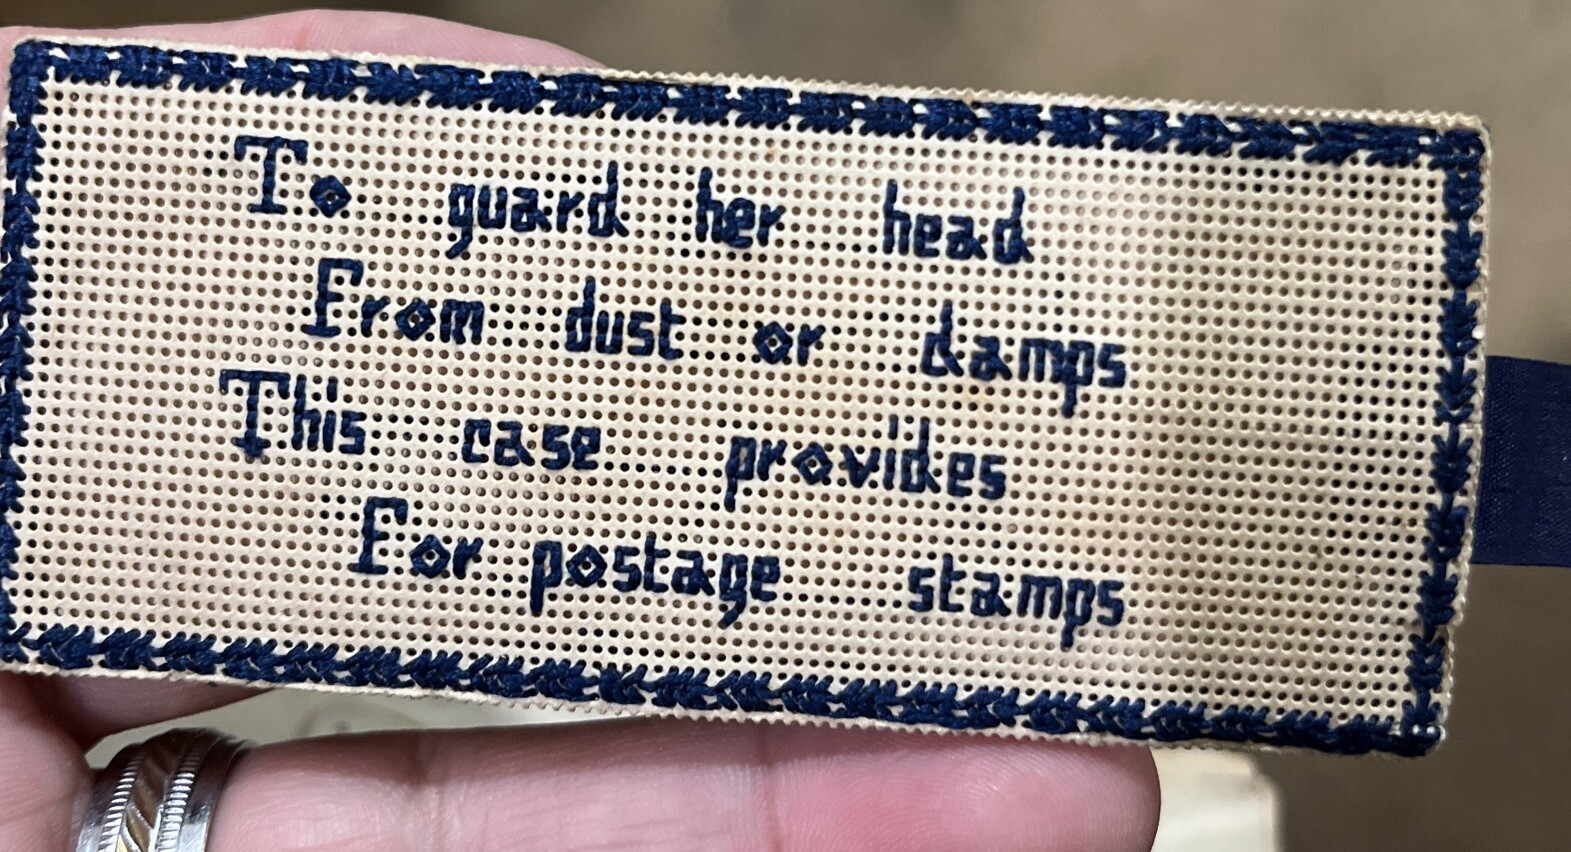 To guard her head
From dust or damps
This case provides
For postage stamps